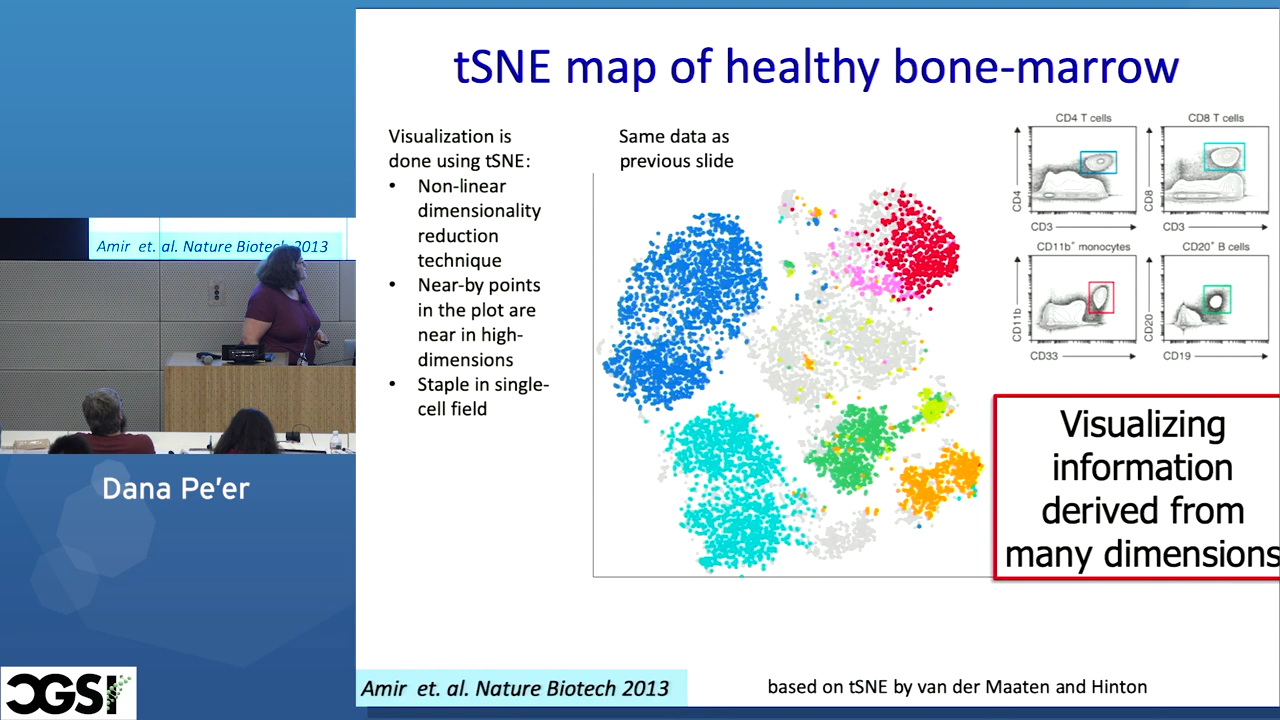 tSNE map of healthy bone-marrow
Visualization is
done using tSNE:
• Non-linear
dimensionality
reduction
technique
• Near-by points
in the plot are
near in high-
dimensions
• Staple in single-
cell field
Same data as
previous slide
CD4 T cells
CD4
CD3
CD8 T cells
CD8
CD3
CD11b⁺ monocytes
CD11b
CD33
CD20⁺ B cells
CD20
CD19
Visualizing
information
derived from
many dimensions
Amir et. al. Nature Biotech 2013
based on tSNE by van der Maaten and Hinton
Amir et. al. Nature Biotech 2013
Dana Pe'er
CGSI